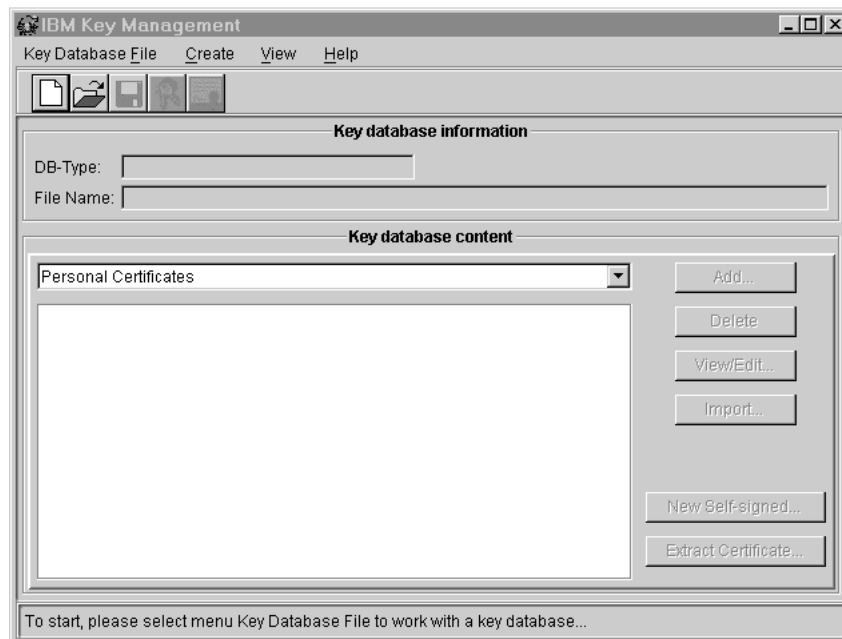 IBM Key Management
Key Database File Create View Help
Key database information
DB-Type:
File Name:
Key database content
Personal Certificates
Add...
Delete
View/Edit...
Import...
New Self-signed...
Extract Certificate...
To start, please select menu Key Database File to work with a key database...